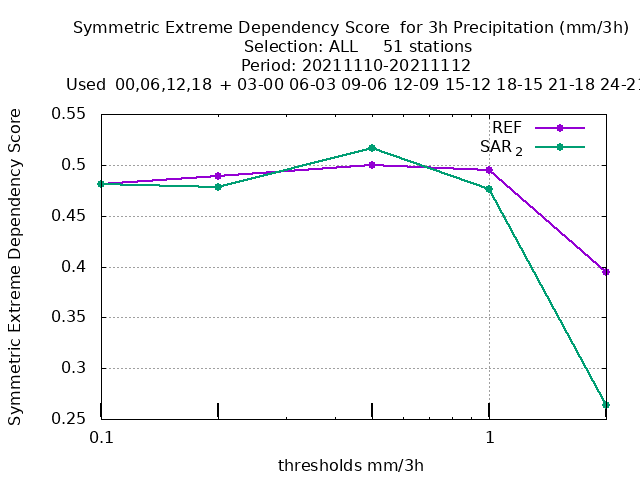 Symmetric Extreme Dependency Score for 3h Precipitation (mm/3h)
Selection: ALL 51 stations
Period: 20211110-20211112
Used 00,06,12,18 + 03-00 06-03 09-06 12-09 15-12 18-15 21-18 24-21
REF
SAR 2
Symmetric Extreme Dependency Score
0.55
0.5
0.45
0.4
0.35
0.3
0.25
0.1 1
thresholds mm/3h